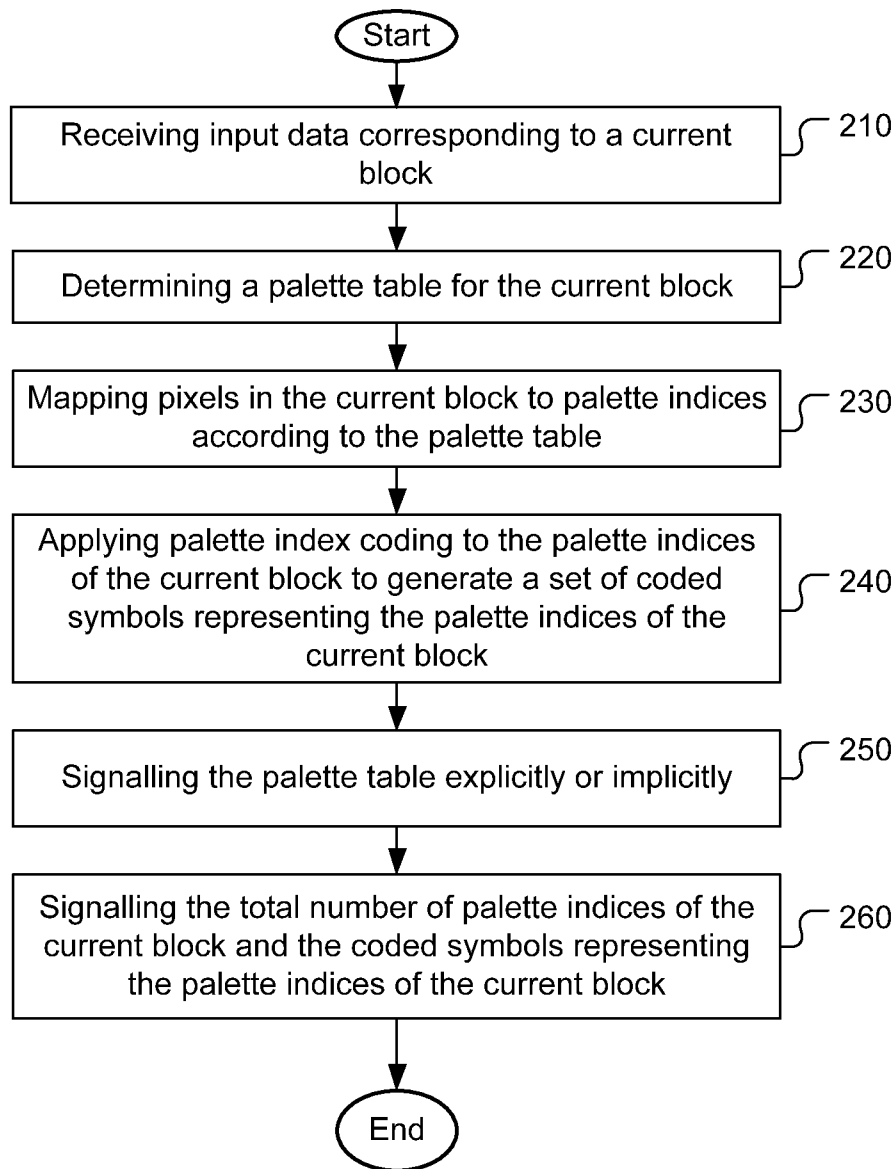 Start
Receiving input data corresponding to a current
block
210
Determining a palette table for the current block
220
Mapping pixels in the current block to palette indices
according to the palette table
230
Applying palette index coding to the palette indices
of the current block to generate a set of coded
symbols representing the palette indices of the
current block
240
Signalling the palette table explicitly or implicitly
250
Signalling the total number of palette indices of the
current block and the coded symbols representing
the palette indices of the current block
260
End